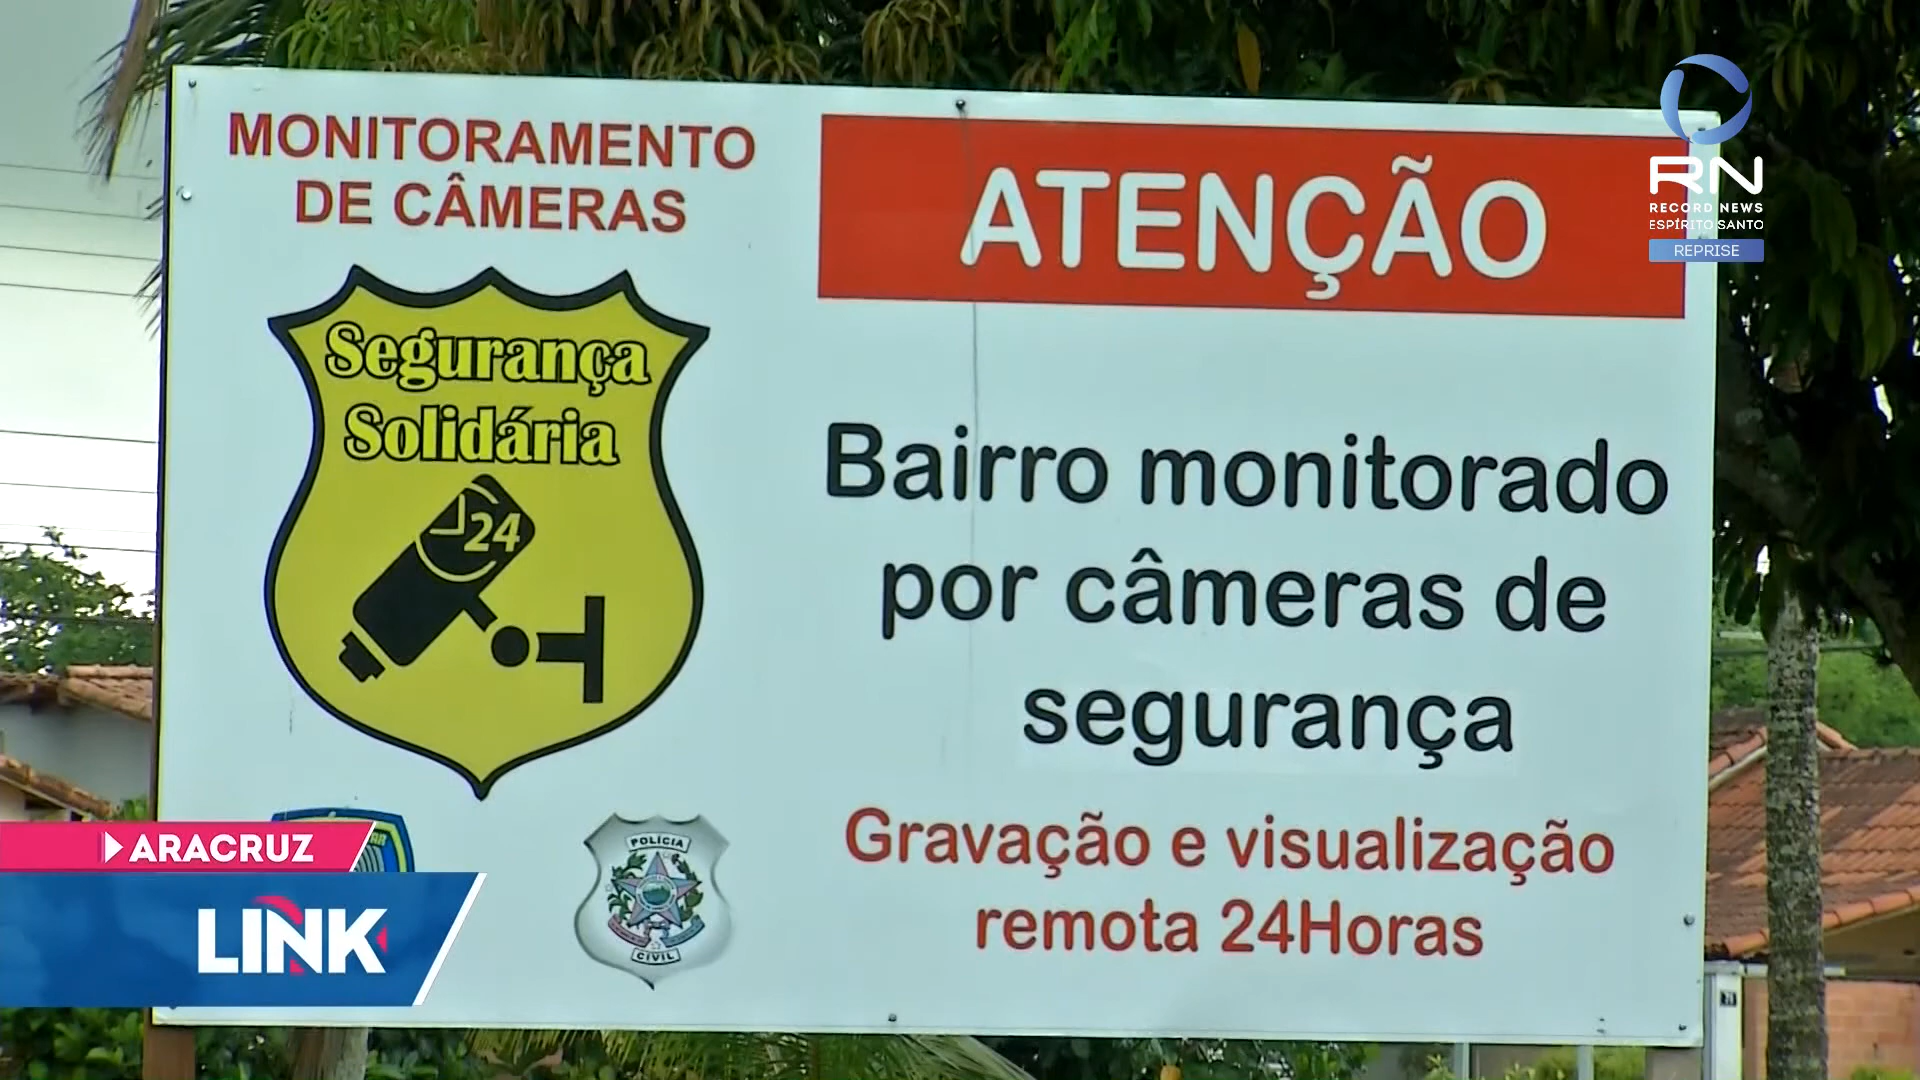 MONITORAMENTO
DE CÂMERAS
Segurança
Solidária
24
ATENÇÃO
Bairro monitorado
por câmeras de
segurança
Gravação e visualização
remota 24Horas
POLÍCIA
CIVIL
RN
RECORD NEWS
ESPÍRITO SANTO
REPRISE
ARACRUZ
LINK